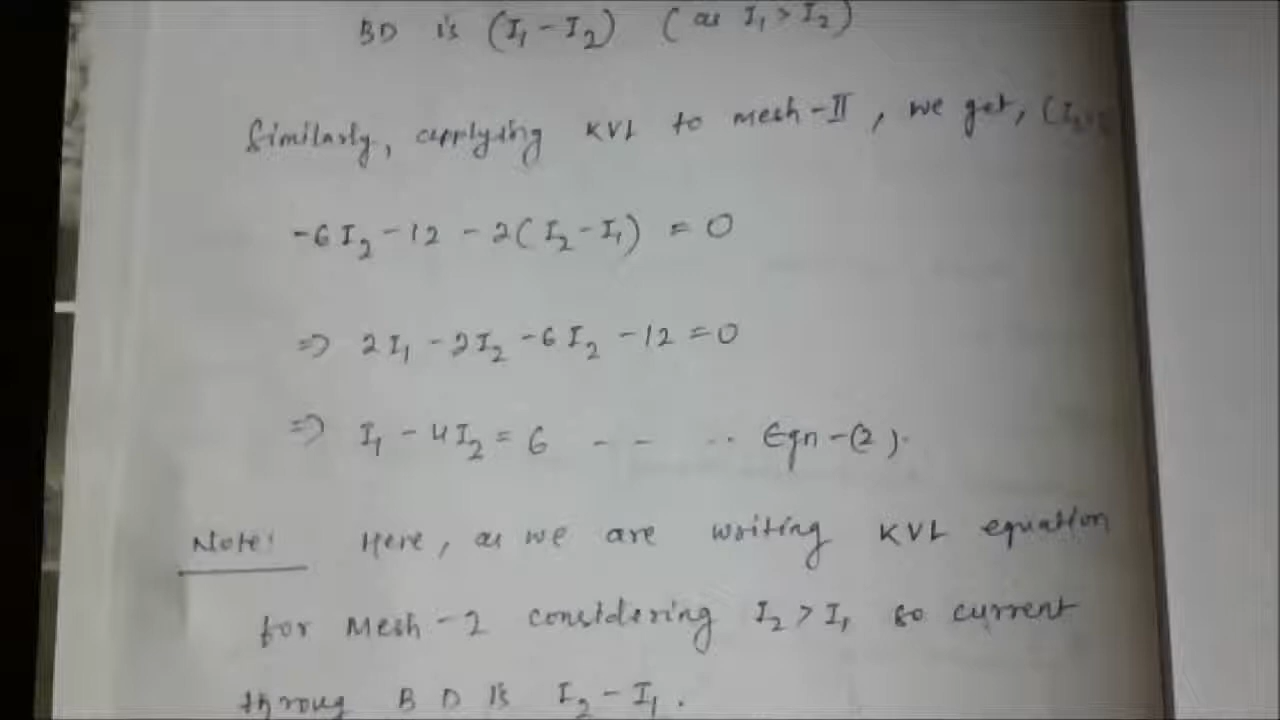 BD is (I₁ - I₂) (as I₁ > I₂)
Similarly, applying KVL to mesh-II, we get, (I₂
-6I₂ - 12 - 2(I₂ - I₁) = 0
⇒ 2I₁ - 2I₂ - 6I₂ - 12 = 0
⇒ I₁ - 4I₂ = 6 - - .. Eqn-(2).
Note: Here, as we are writing KVL equation
for Mesh-2 considering I₂ > I₁ so current
throug BD is I₂ - I₁.